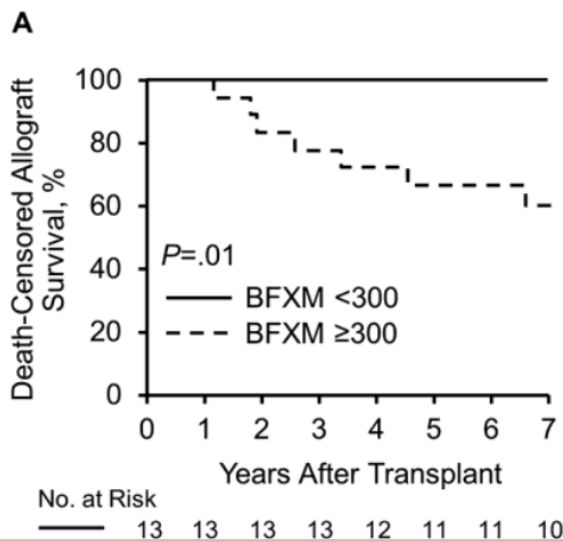 A
Death-Censored Allograft
Survival, %
100
80
60
40
20
0
P=.01
BFXM <300
BFXM ≥300
0 1 2 3 4 5 6 7
Years After Transplant
No. at Risk
13 13 13 13 12 11 11 10